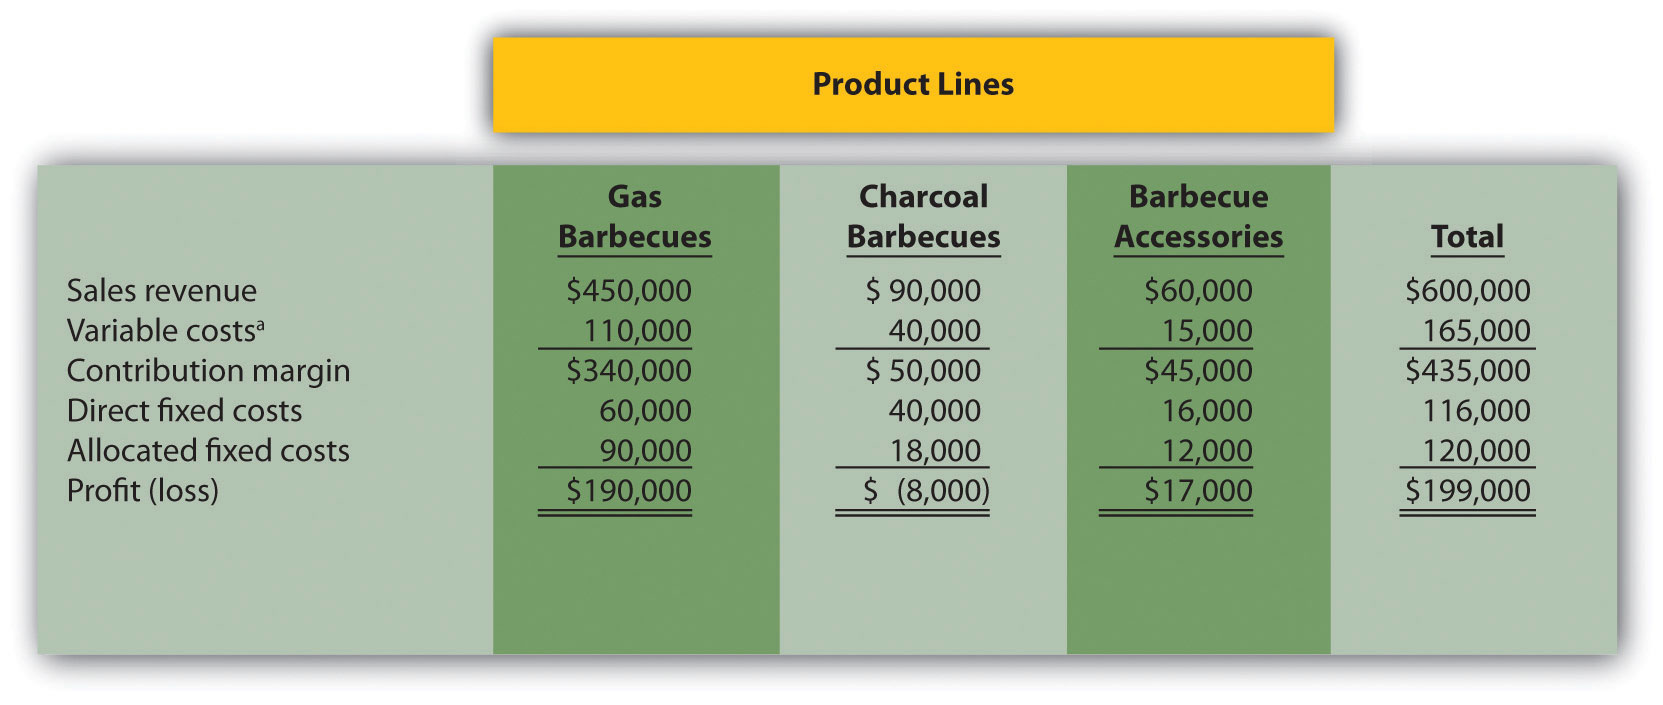 Product Lines
Gas Barbecues Charcoal Barbecues Barbecue Accessories Total
Sales revenue $450,000 $ 90,000 $60,000 $600,000
Variable costsᵃ 110,000 40,000 15,000 165,000
Contribution margin $340,000 $ 50,000 $45,000 $435,000
Direct fixed costs 60,000 40,000 16,000 116,000
Allocated fixed costs 90,000 18,000 12,000 120,000
Profit (loss) $190,000 $ (8,000) $17,000 $199,000